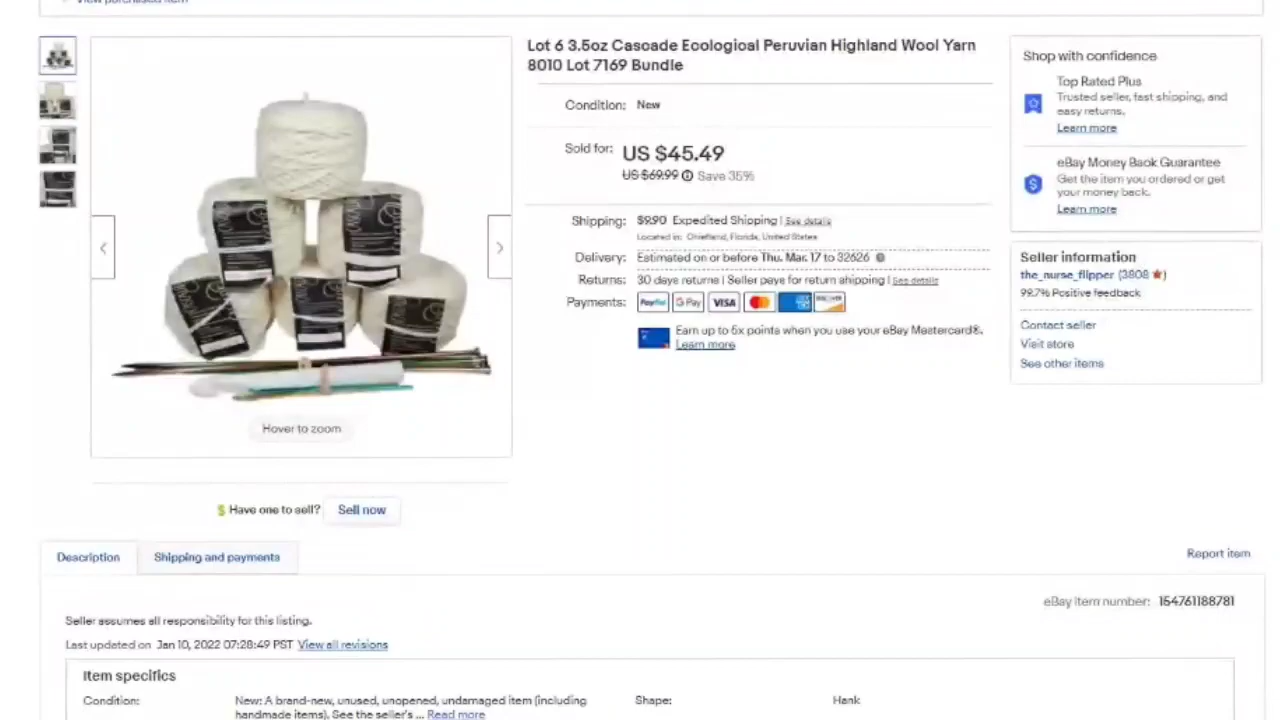 View purchased item
Lot 6 3.5oz Cascade Ecological Peruvian Highland Wool Yarn
8010 Lot 7169 Bundle
Condition: New
Sold for: US $45.49
US $69.99 Save 35%
Shipping: $9.90 Expedited Shipping | See details
Located in: Chiefland, Florida, United States
Delivery: Estimated on or before Thu. Mar. 17 to 32626
Returns: 30 days returns | Seller pays for return shipping | See details
Payments: PayPal G Pay VISA
DISCOVER
Earn up to 5x points when you use your eBay Mastercard®.
Learn more
Hover to zoom
Have one to sell? Sell now
Shop with confidence
Top Rated Plus
Trusted seller, fast shipping, and
easy returns.
Learn more
eBay Money Back Guarantee
Get the item you ordered or get
your money back.
Learn more
Seller information
the_nurse_flipper (3808)
99.7% Positive feedback
Contact seller
Visit store
See other items
Description
Shipping and payments
Report item
eBay item number: 154761188781
Seller assumes all responsibility for this listing.
Last updated on Jan 10, 2022 07:28:49 PST View all revisions
Item specifics
Condition: New: A brand-new, unused, unopened, undamaged item (including
handmade items). See the seller's ... Read more
Shape: Hank